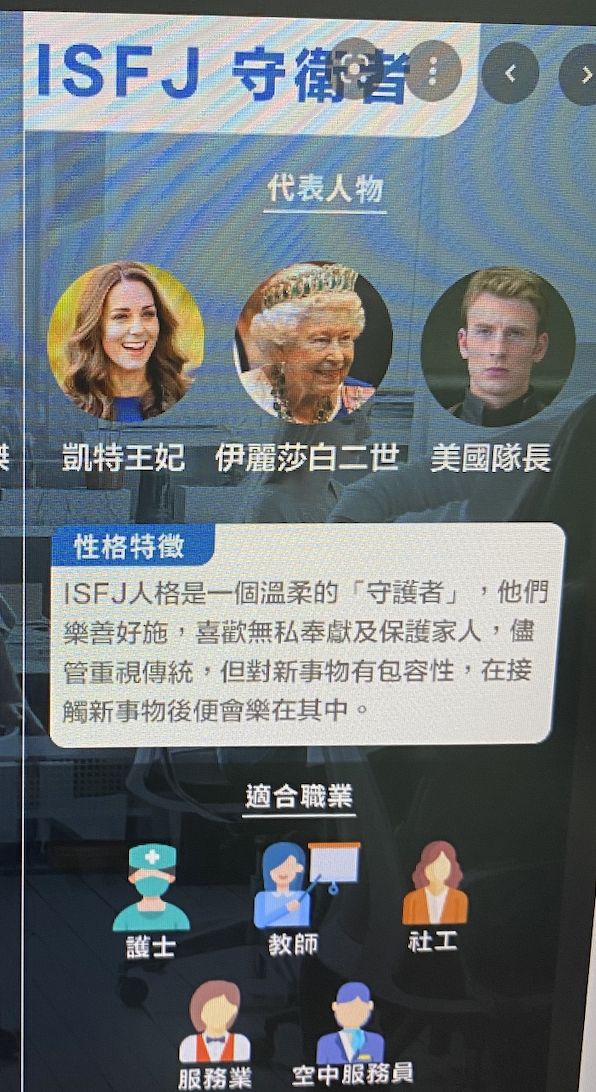 ISFJ 守衛者
代表人物
凱特王妃 伊麗莎白二世 美國隊長
性格特徵
ISFJ人格是一個溫柔的「守護者」，他們
樂善好施，喜歡無私奉獻及保護家人，儘
管重視傳統，但對新事物有包容性，在接
觸新事物後便會樂在其中。
適合職業
護士 教師 社工
服務業 空中服務員